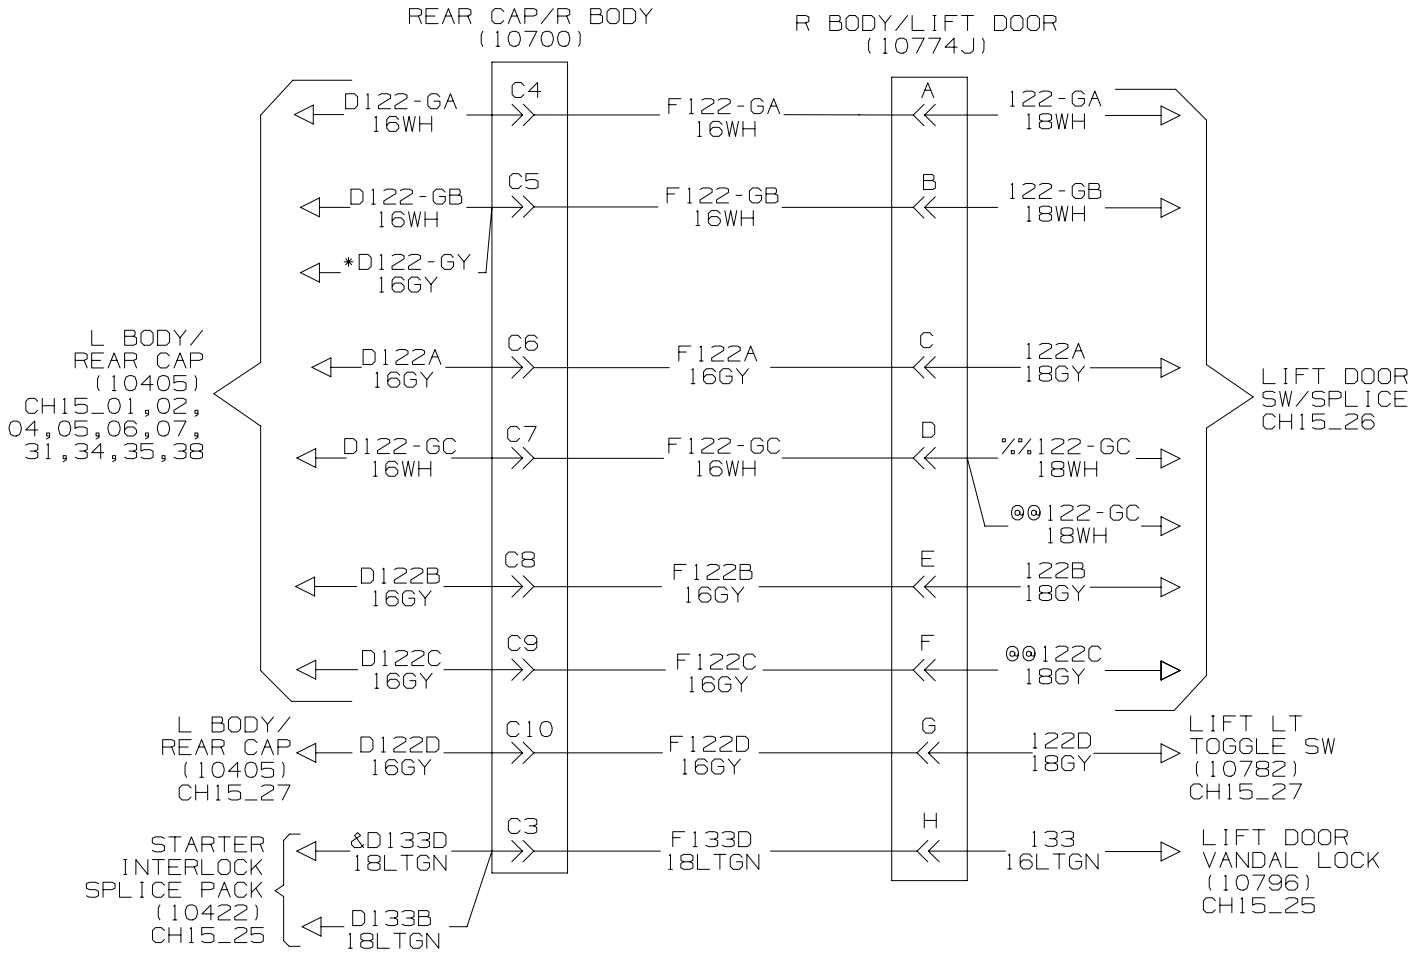 REAR CAP/R BODY
(10700)
R BODY/LIFT DOOR
(10774J)
D122-GA
16WH
C4
F122-GA
16WH
A
122-GA
18WH
D122-GB
16WH
C5
F122-GB
16WH
B
122-GB
18WH
*D122-GY
16GY
L BODY/
REAR CAP
(10405)
CH15_01,02,
04,05,06,07,
31,34,35,38
D122A
16GY
C6
F122A
16GY
C
122A
18GY
LIFT DOOR
SW/SPLICE
CH15_26
D122-GC
16WH
C7
F122-GC
16WH
D
%%122-GC
18WH
@@122-GC
18WH
D122B
16GY
C8
F122B
16GY
E
122B
18GY
D122C
16GY
C9
F122C
16GY
F
@@122C
18GY
L BODY/
REAR CAP
(10405)
CH15_27
D122D
16GY
C10
F122D
16GY
G
122D
18GY
LIFT LT
TOGGLE SW
(10782)
CH15_27
STARTER
INTERLOCK
SPLICE PACK
(10422)
CH15_25
&D133D
18LTGN
C3
F133D
18LTGN
H
133
16LTGN
LIFT DOOR
VANDAL LOCK
(10796)
CH15_25
D133B
18LTGN